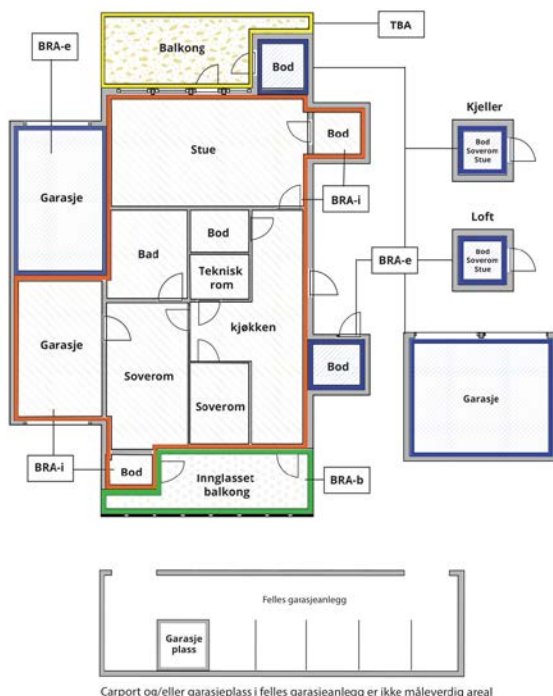 TBA
Balkong
BRA-e
Bod
Kjeller
Bod
Soverom
Stue
Bod
Stue
BRA-i
Garasje
Loft
Bod
Soverom
Stue
Bod
Bad
BRA-e
Teknisk
rom
kjøkken
Garasje
Soverom
Bod
Garasje
Soverom
BRA-i
Bod
Innglasset
balkong
BRA-b
Felles garasjeanlegg
Garasje
plass
Carport og/eller garasjeplass i felles garasjeanlegg er ikke måleverdig areal